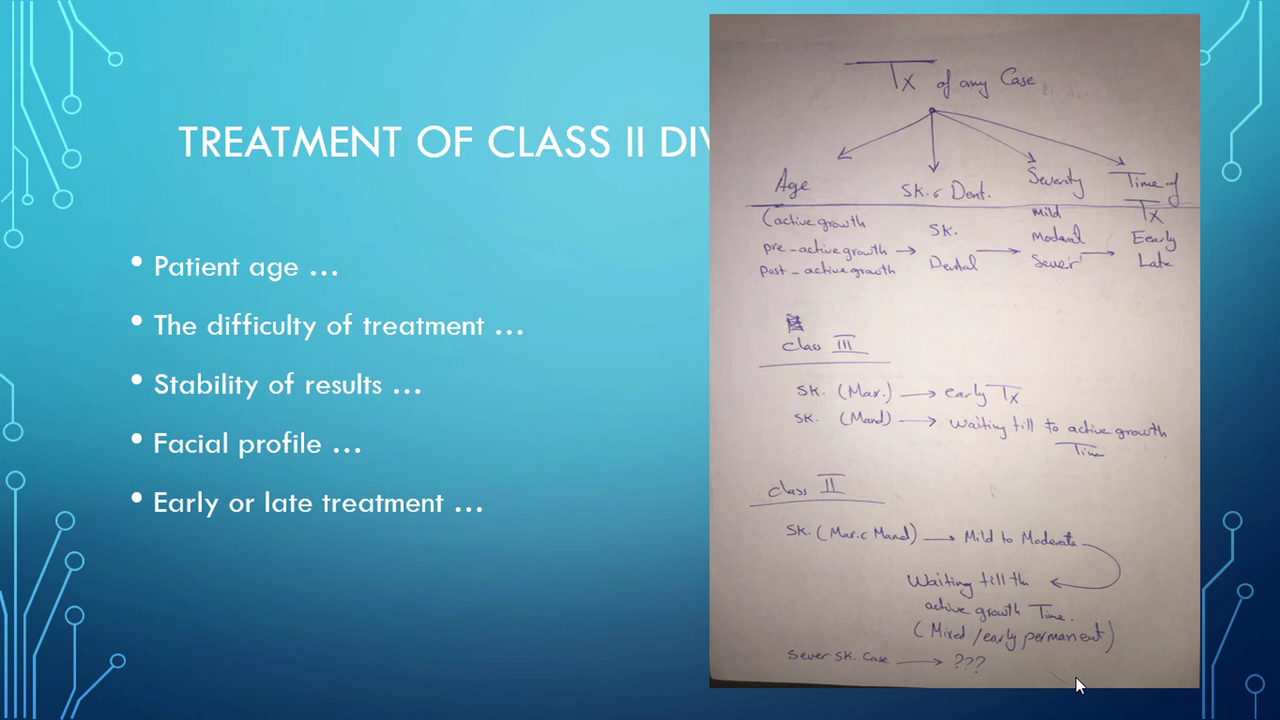 TREATMENT OF CLASS II DIV
• Patient age ...
• The difficulty of treatment ...
• Stability of results ...
• Facial profile ...
• Early or late treatment ...
Tx of any Case
Age
(active growth
pre-active growth →
post-active growth
SK. & Dent.
SK.
Dental →
Severity
Mild
Moderat
Sever →
Time of
Tx
Eearly
Late
Class III
SK. (Max.) → early Tx
SK. (Mand) → Waiting till to active growth
Time
Class II
SK. (Max. & Mand) → Mild to Moderate
Waiting till th
active growth Time.
(Mixed / early permanent)
Sever SK. Case → ???